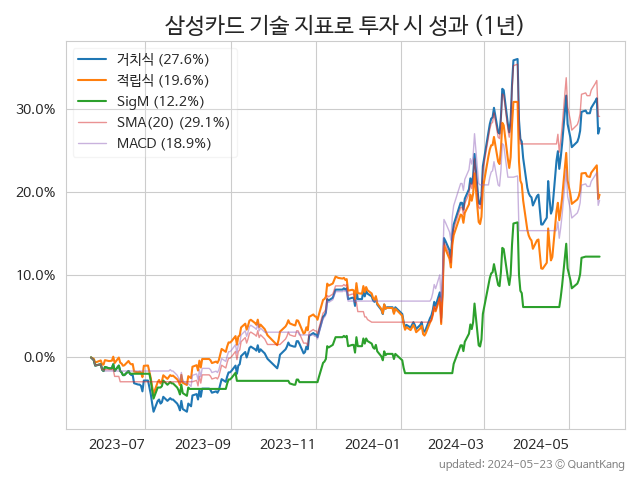 삼성카드 기술 지표로 투자 시 성과 (1년)
거치식 (27.6%)
적립식 (19.6%)
SigM (12.2%)
SMA(20) (29.1%)
MACD (18.9%)
30.0%
20.0%
10.0%
0.0%
2023-07
2023-09
2023-11
2024-01
2024-03
2024-05
updated: 2024-05-23 © QuantKang